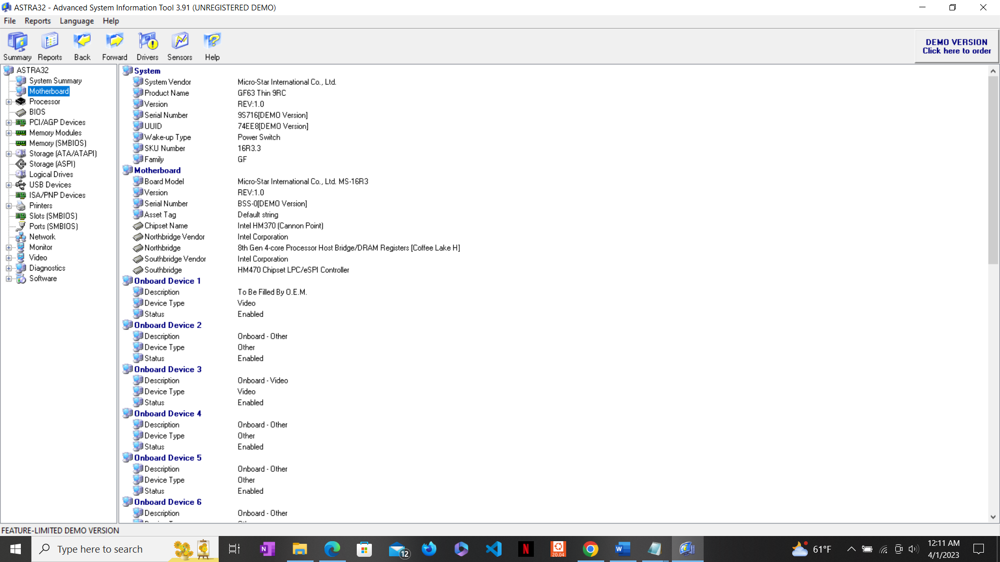 ASTRA32 - Advanced System Information Tool 3.91 (UNREGISTERED DEMO)
File Reports Language Help
Summary Reports Back Forward Drivers Sensors Help
DEMO VERSION
Click here to order
ASTRA32
System Summary
Motherboard
Processor
BIOS
PCI/AGP Devices
Memory Modules
Memory (SMBIOS)
Storage (ATA/ATAPI)
Storage (ASPI)
Logical Drives
USB Devices
ISA/PNP Devices
Printers
Slots (SMBIOS)
Ports (SMBIOS)
Network
Monitor
Video
Diagnostics
Software
System
System Vendor Micro-Star International Co., Ltd.
Product Name GF63 Thin 9RC
Version REV:1.0
Serial Number 9S716[DEMO Version]
UUID 74EE8[DEMO Version]
Wake-up Type Power Switch
SKU Number 16R3.3
Family GF
Motherboard
Board Model Micro-Star International Co., Ltd. MS-16R3
Version REV:1.0
Serial Number BSS-0[DEMO Version]
Asset Tag Default string
Chipset Name Intel HM370 (Cannon Point)
Northbridge Vendor Intel Corporation
Northbridge 8th Gen 4-core Processor Host Bridge/DRAM Registers [Coffee Lake H]
Southbridge Vendor Intel Corporation
Southbridge HM470 Chipset LPC/eSPI Controller
Onboard Device 1
Description To Be Filled By O.E.M.
Device Type Video
Status Enabled
Onboard Device 2
Description Onboard - Other
Device Type Other
Status Enabled
Onboard Device 3
Description Onboard - Video
Device Type Video
Status Enabled
Onboard Device 4
Description Onboard - Other
Device Type Other
Status Enabled
Onboard Device 5
Description Onboard - Other
Device Type Other
Status Enabled
Onboard Device 6
Description Onboard - Other
FEATURE-LIMITED DEMO VERSION
Type here to search
N
12
N
20.04
W
61°F
12:11 AM
4/1/2023